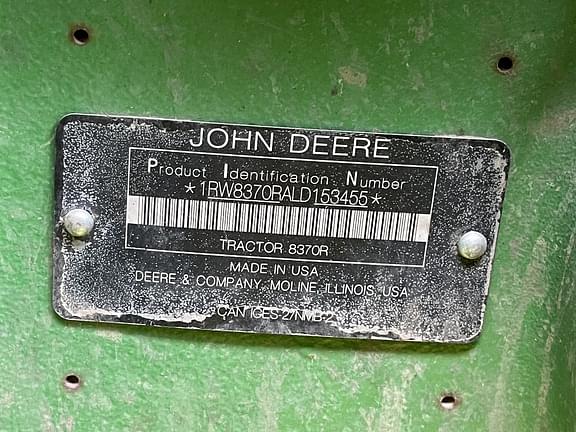 JOHN DEERE
Product Identification Number
*1RW8370RALD153455*
TRACTOR 8370R
MADE IN USA
DEERE & COMPANY, MOLINE, ILLINOIS, USA
CAN ICES-2/NMB-2